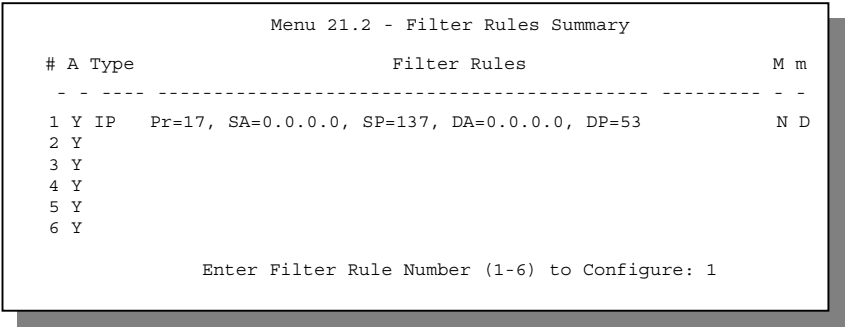 Menu 21.2 - Filter Rules Summary
# A Type Filter Rules M m
- - ---- -------------------------------------------- --------- - -
1 Y IP Pr=17, SA=0.0.0.0, SP=137, DA=0.0.0.0, DP=53 N D
2 Y
3 Y
4 Y
5 Y
6 Y
Enter Filter Rule Number (1-6) to Configure: 1